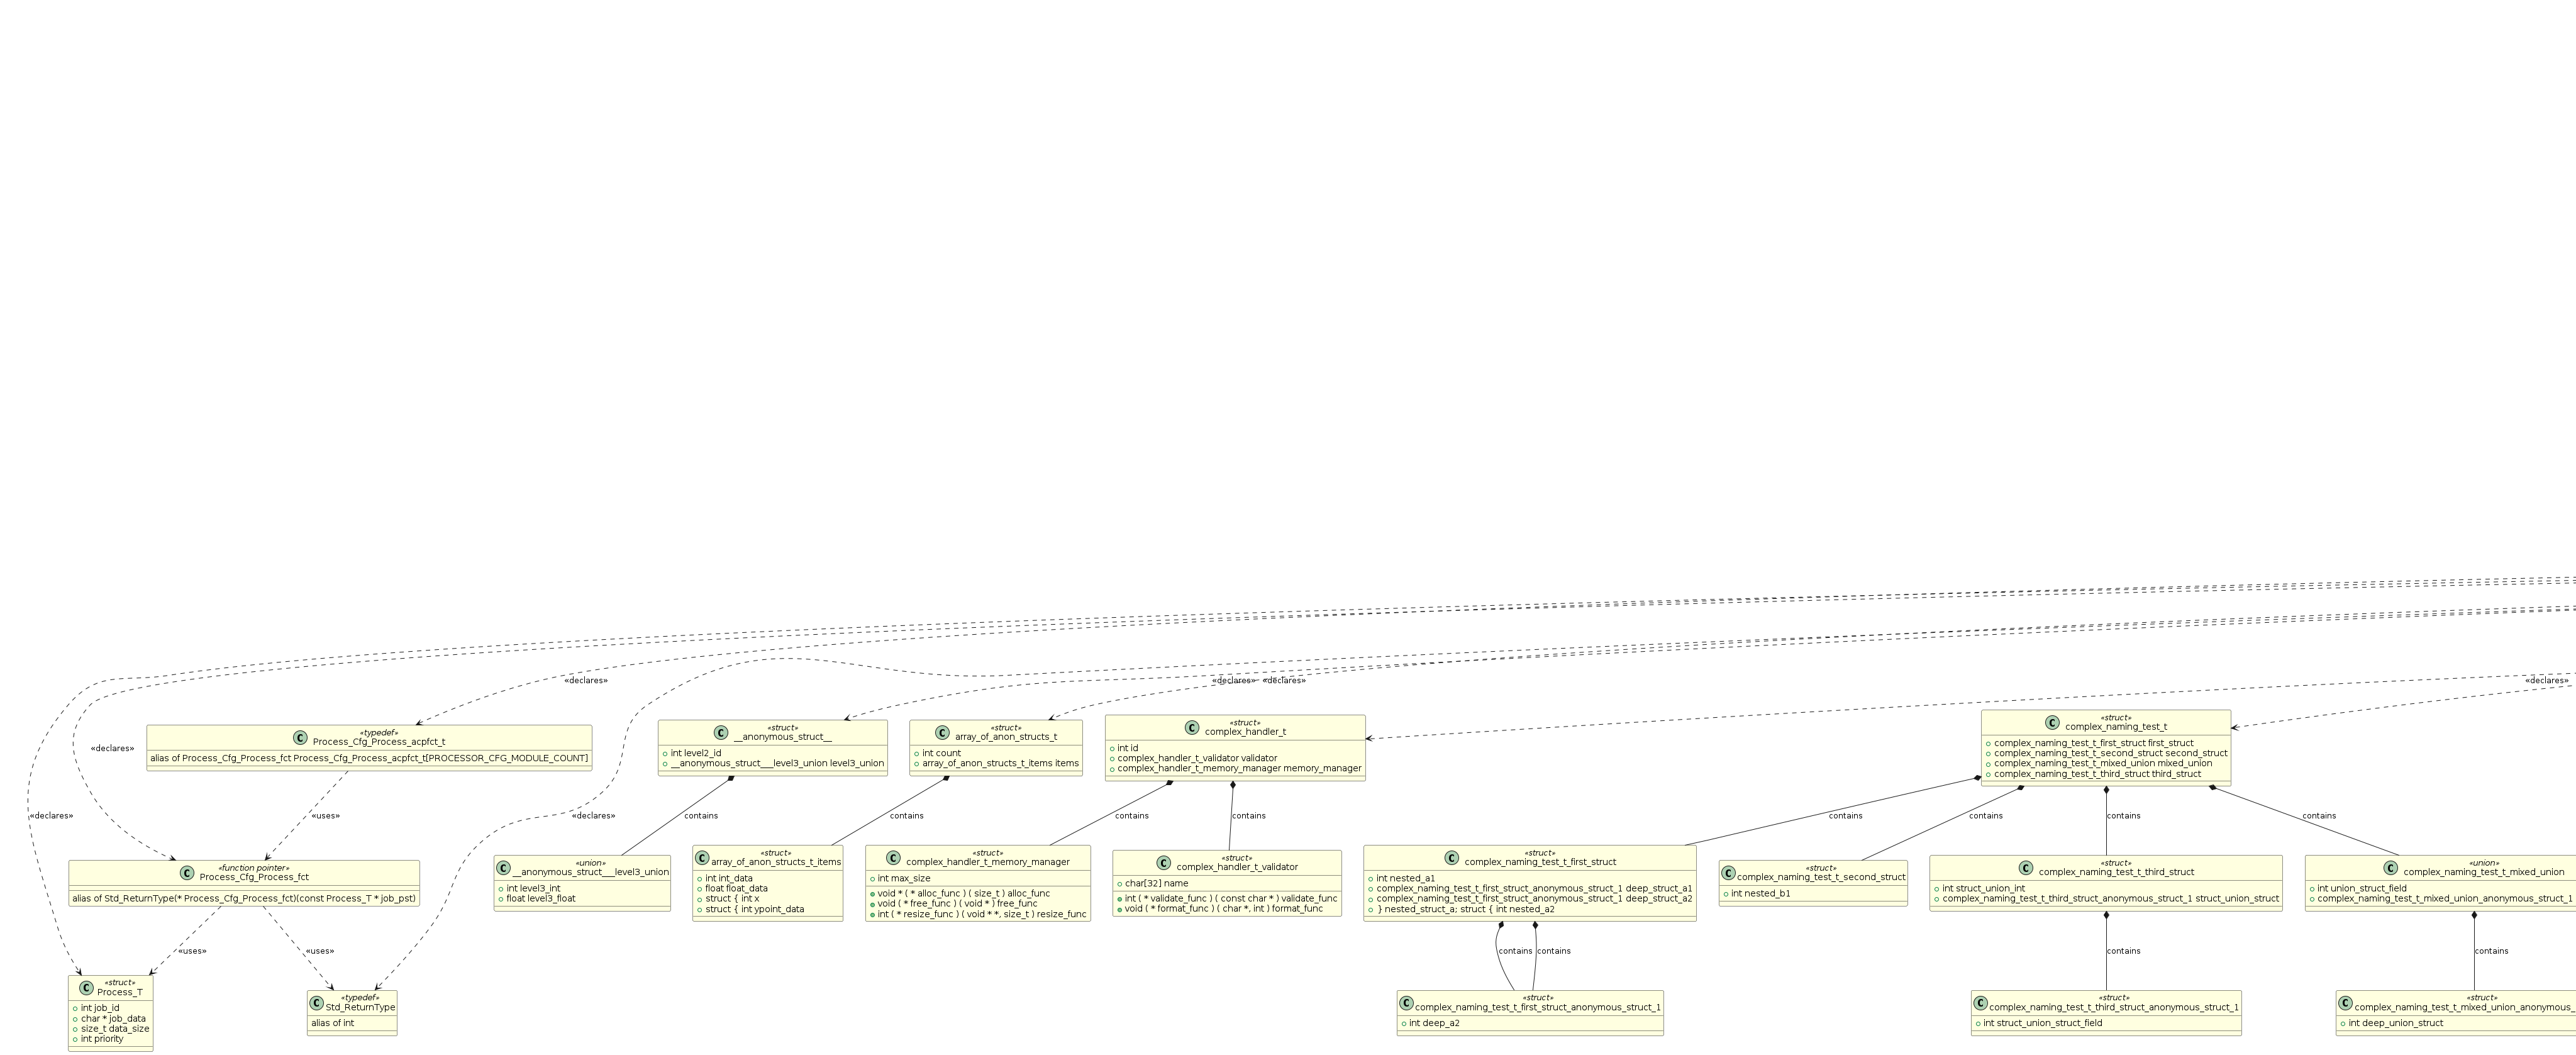 «declares»
«declares»
«declares»
«declares»
C
«struct»
complex_naming_test_t
complex_naming_test_t_first_struct first_struct
complex_naming_test_t_second_struct second_struct
complex_naming_test_t_mixed_union mixed_union
complex_naming_test_t_third_struct third_struct
C
«struct»
complex_handler_t
int id
complex_handler_t_validator validator
complex_handler_t_memory_manager memory_manager
C
«struct»
__anonymous_struct__
int level2_id
__anonymous_struct___level3_union level3_union
C
«struct»
array_of_anon_structs_t
int count
array_of_anon_structs_t_items items
C
«typedef»
Process_Cfg_Process_acpfct_t
alias of Process_Cfg_Process_fct Process_Cfg_Process_acpfct_t[PROCESSOR_CFG_MODULE_COUNT]
«declares»
«declares»
«uses»
«declares»
contains
contains
contains
contains
contains
contains
contains
contains
C
«function pointer»
Process_Cfg_Process_fct
alias of Std_ReturnType(* Process_Cfg_Process_fct)(const Process_T * job_pst)
C
«union»
__anonymous_struct___level3_union
int level3_int
float level3_float
C
«struct»
array_of_anon_structs_t_items
int int_data
float float_data
struct { int x
struct { int ypoint_data
C
«struct»
complex_handler_t_memory_manager
int max_size
void * ( * alloc_func ) ( size_t ) alloc_func
void ( * free_func ) ( void * ) free_func
int ( * resize_func ) ( void * *, size_t ) resize_func
C
«struct»
complex_handler_t_validator
char[32] name
int ( * validate_func ) ( const char * ) validate_func
void ( * format_func ) ( char *, int ) format_func
C
«struct»
complex_naming_test_t_first_struct
int nested_a1
complex_naming_test_t_first_struct_anonymous_struct_1 deep_struct_a1
complex_naming_test_t_first_struct_anonymous_struct_1 deep_struct_a2
} nested_struct_a; struct { int nested_a2
C
«struct»
complex_naming_test_t_second_struct
int nested_b1
C
«struct»
complex_naming_test_t_third_struct
int struct_union_int
complex_naming_test_t_third_struct_anonymous_struct_1 struct_union_struct
C
«union»
complex_naming_test_t_mixed_union
int union_struct_field
complex_naming_test_t_mixed_union_anonymous_struct_1
«uses»
«uses»
contains
contains
contains
contains
C
«struct»
Process_T
int job_id
char * job_data
size_t data_size
int priority
C
«typedef»
Std_ReturnType
alias of int
C
«struct»
complex_naming_test_t_first_struct_anonymous_struct_1
int deep_a2
C
«struct»
complex_naming_test_t_third_struct_anonymous_struct_1
int struct_union_struct_field
C
«struct»
complex_naming_test_t_mixed_union_anonymous_
int deep_union_struct